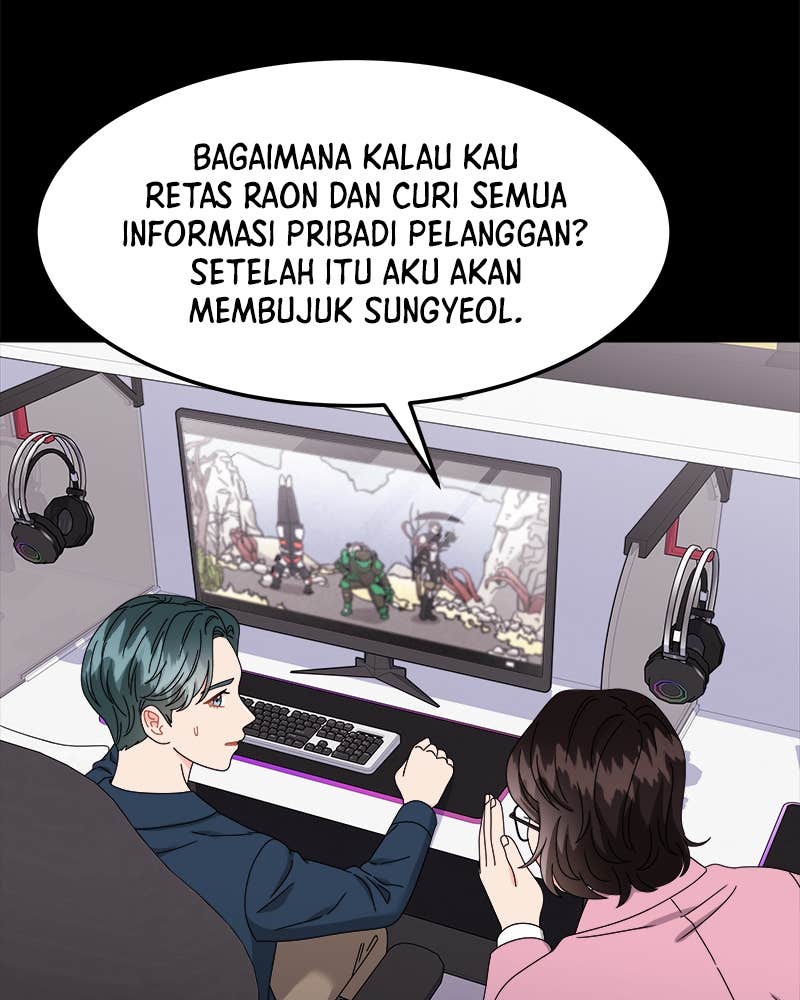 BAGAIMANA KALAU KAU
RETAS RAON DAN CURI SEMUA
INFORMASI PRIBADI PELANGGAN?
SETELAH ITU AKU AKAN
MEMBUJUK SUNGYEOL.